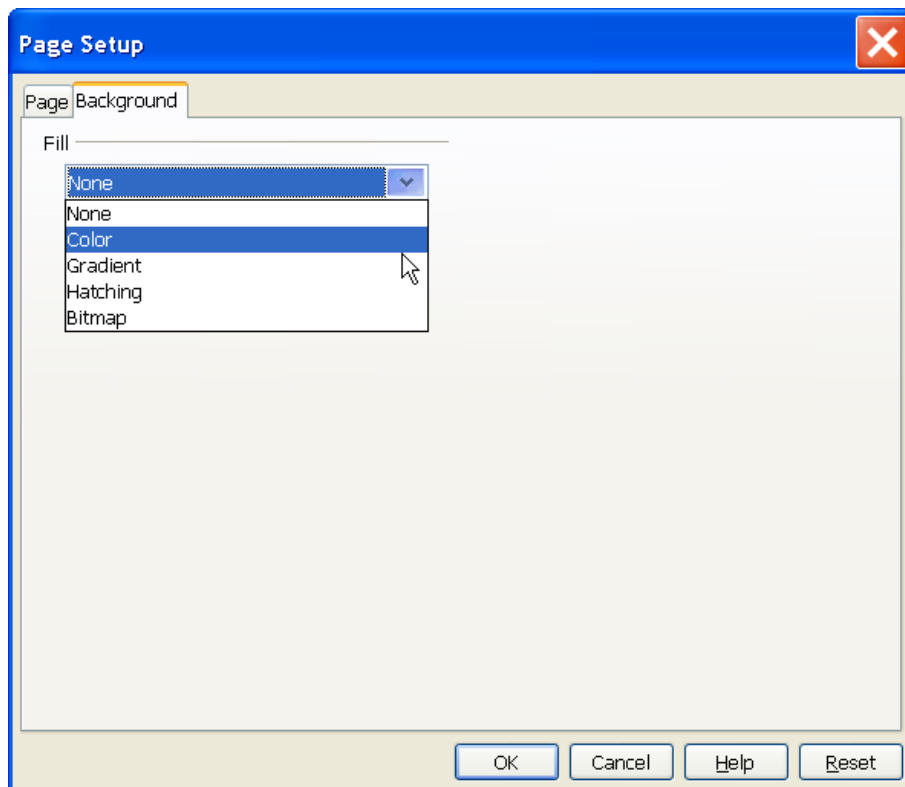 Page Setup
Page Background
Fill
None
None
Color
Gradient
Hatching
Bitmap
OK Cancel Help Reset